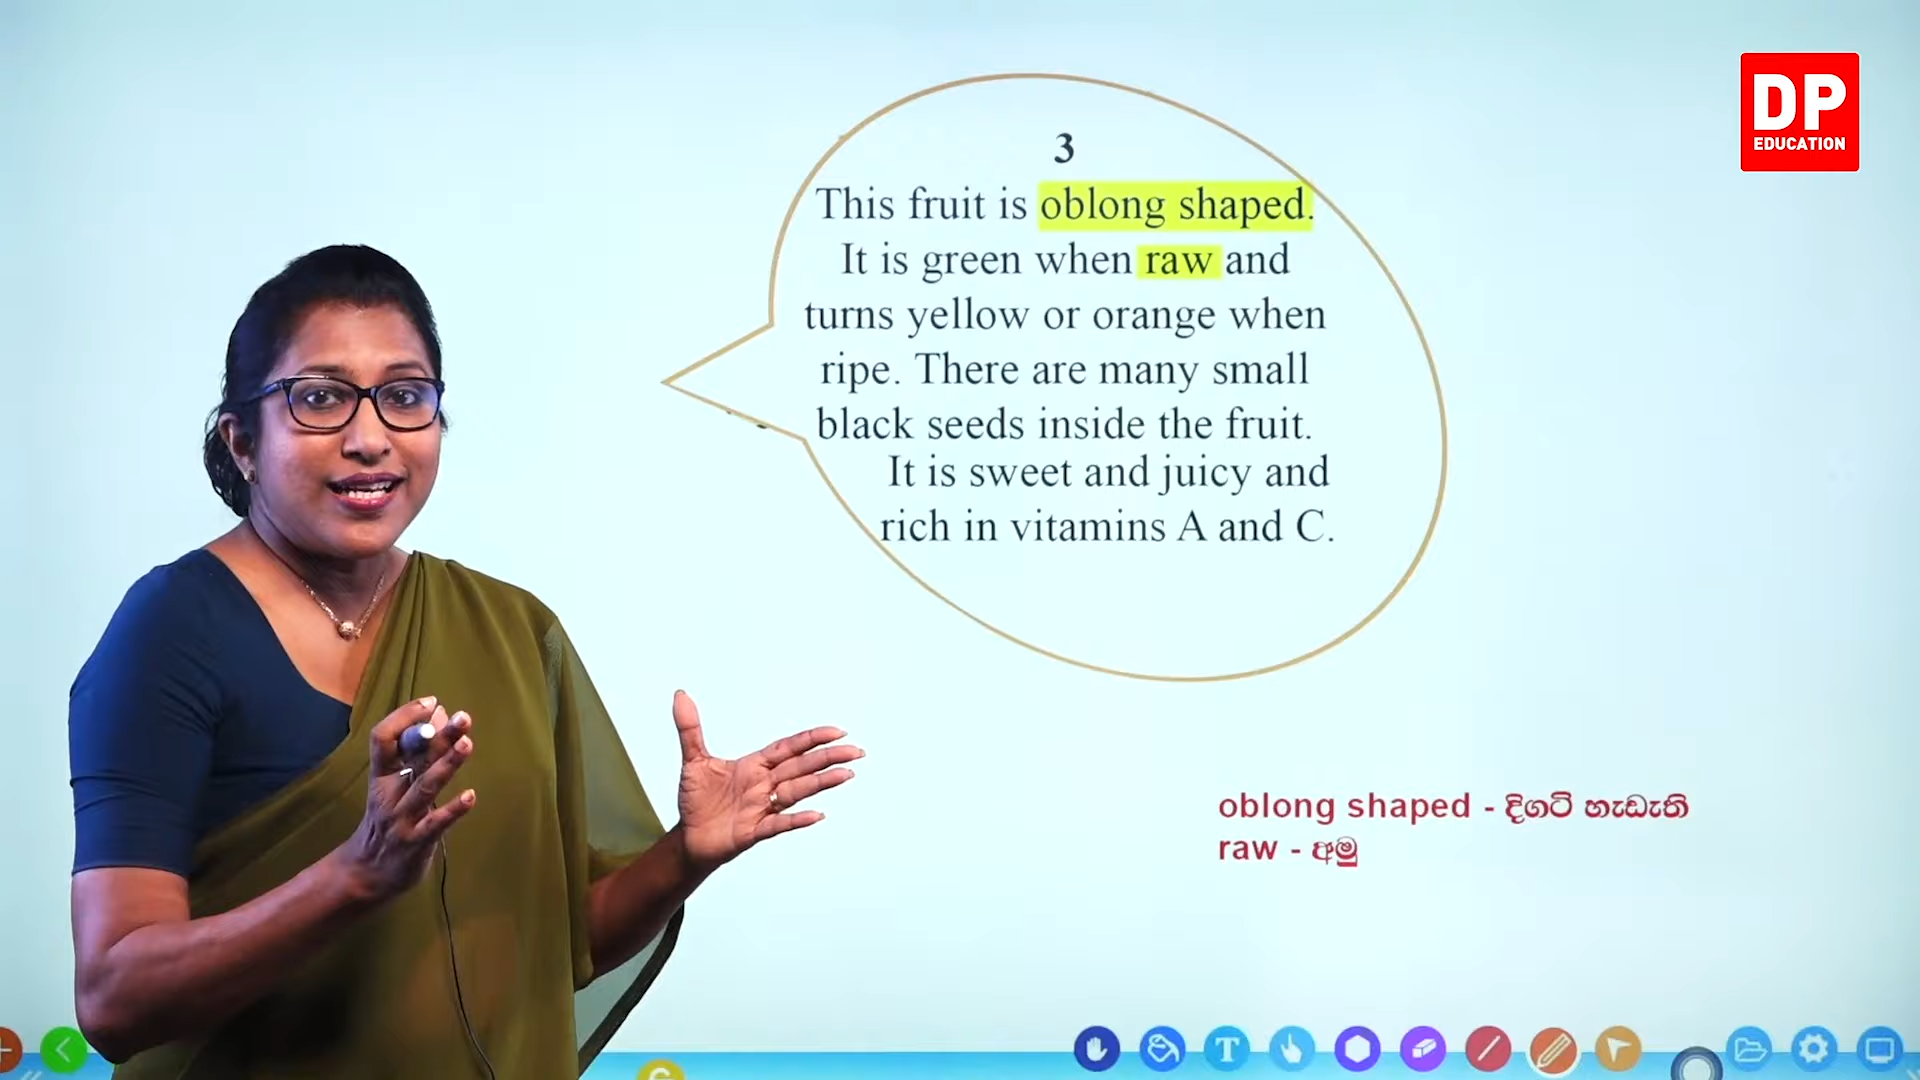 DP
EDUCATION
3
This fruit is oblong shaped.
It is green when raw and
turns yellow or orange when
ripe. There are many small
black seeds inside the fruit.
It is sweet and juicy and
rich in vitamins A and C.
oblong shaped - දිගටි හැඩැති
raw - අමු
T